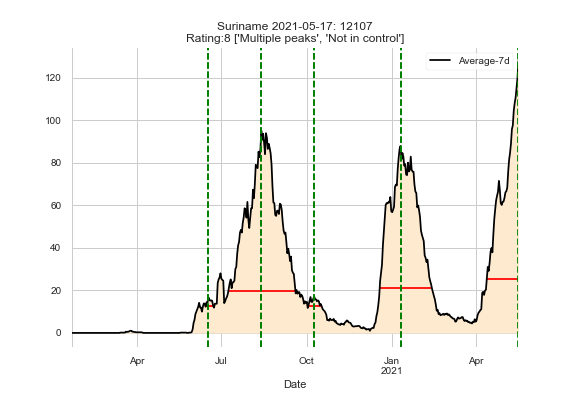 Suriname 2021-05-17: 12107
Rating:8 ['Multiple peaks', 'Not in control']
Average-7d
120
100
80
60
40
20
0
Apr Jul Oct Jan Apr
2021
Date